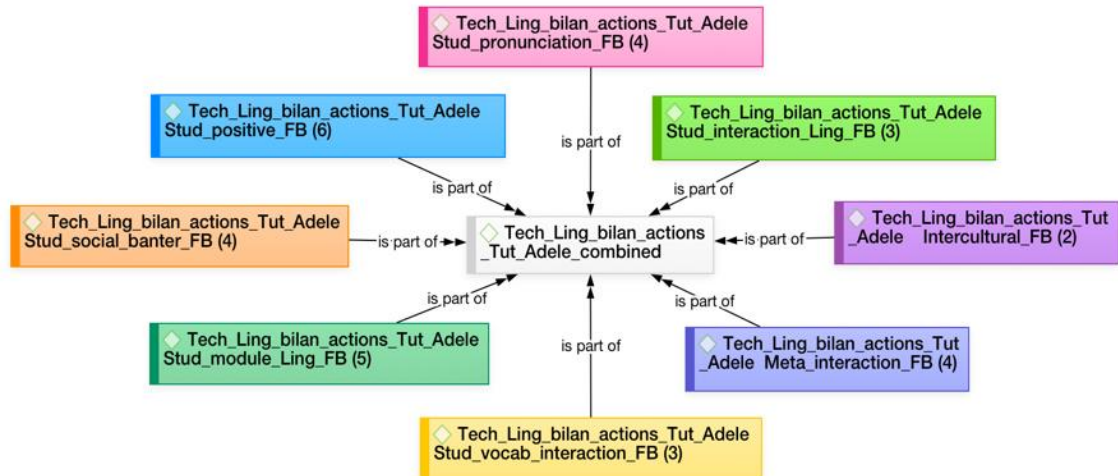 Tech_Ling_bilan_actions_Tut_Adele
Stud_pronunciation_FB (4)
Tech_Ling_bilan_actions_Tut_Adele
Stud_positive_FB (6)
Tech_Ling_bilan_actions_Tut_Adele
Stud_interaction_Ling_FB (3)
is part of
is part of
is part of
Tech_Ling_bilan_actions_Tut_Adele
Stud_social_banter_FB (4)
is part of
Tech_Ling_bilan_actions
_Tut_Adele_combined
is part of
Tech_Ling_bilan_actions_Tut
_Adele Intercultural_FB (2)
is part of
is part of
is part of
Tech_Ling_bilan_actions_Tut_Adele
Stud_module_Ling_FB (5)
Tech_Ling_bilan_actions_Tut
_Adele Meta_interaction_FB (4)
Tech_Ling_bilan_actions_Tut_Adele
Stud_vocab_interaction_FB (3)